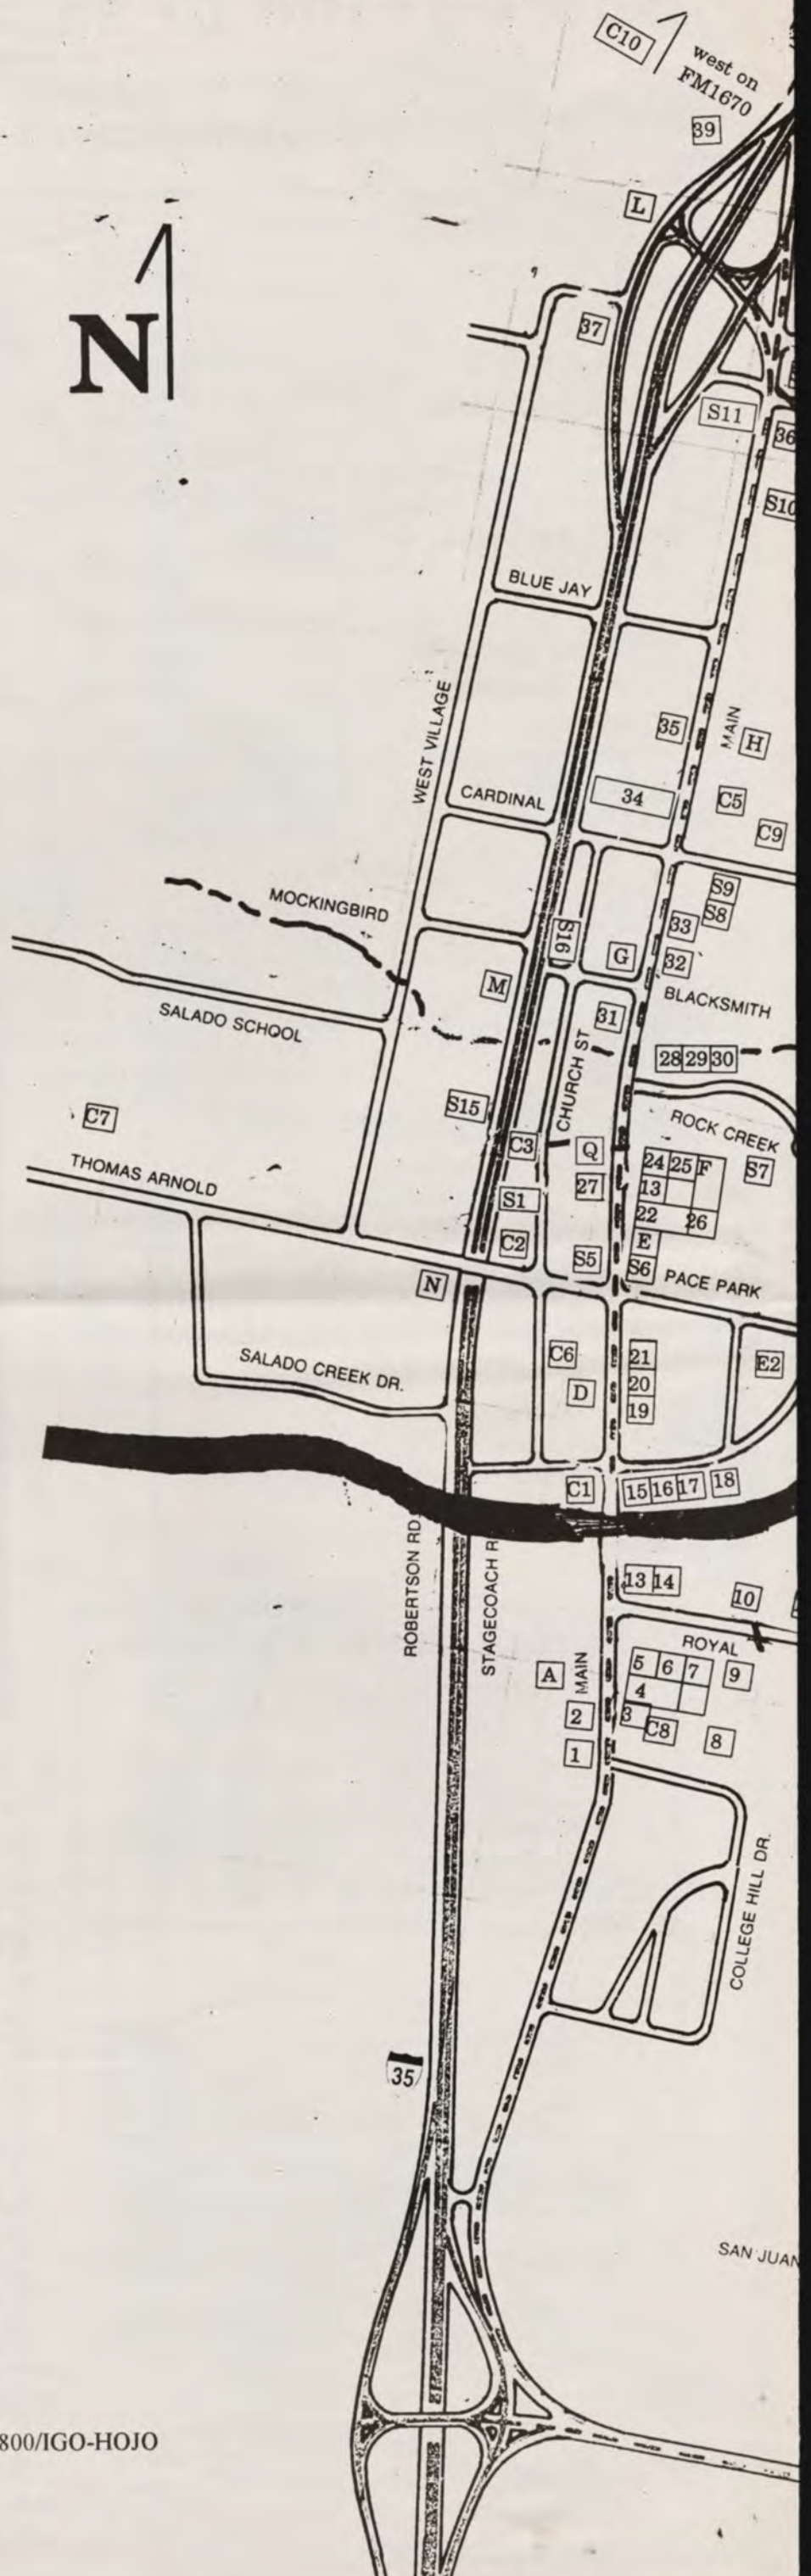 C10
west on
FM1670
39
L
N
37
S11
36
S10
BLUE JAY
WEST VILLAGE
35
MAIN
H
34
C5
CARDINAL
C9
MOCKINGBIRD
S9
S8
33
S16
G
32
M
BLACKSMITH
SALADO SCHOOL
31
CHURCH ST
28 29 30
S15
C7
ROCK CREEK
C3
Q
24 25 F
S7
THOMAS ARNOLD
27
13
S1
22 26
C2
E
S5
S6
PACE PARK
N
C6
21
E2
SALADO CREEK DR.
D
20
19
C1
15 16 17 18
ROBERTSON RD.
STAGECOACH R
13 14
10
ROYAL
A
MAIN
5 6 7
9
4
2
3
C8
8
1
COLLEGE HILL DR.
35
SAN JUAN
800/IGO-HOJO